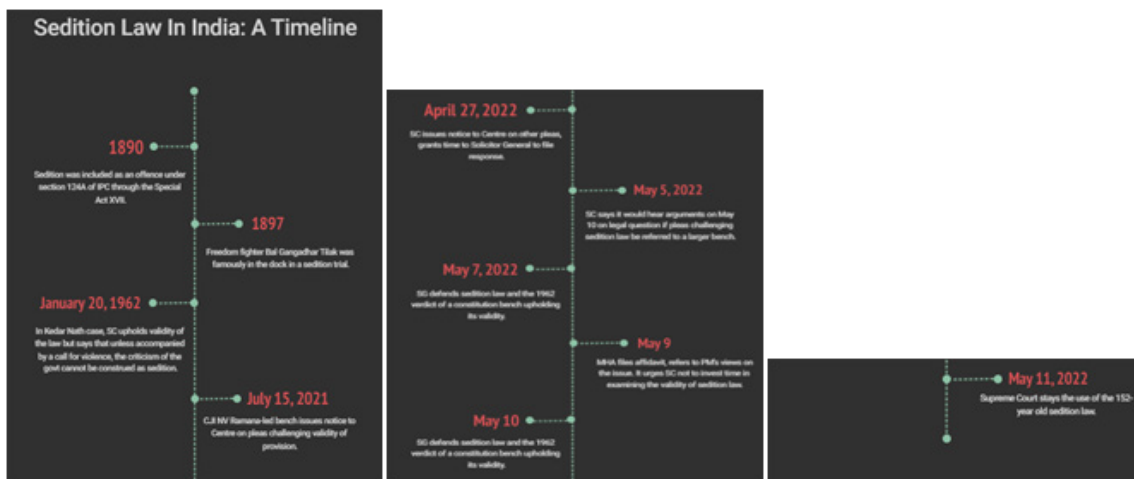 Sedition Law In India: A Timeline
1890
Sedition was included as an offence under
section 124A of IPC through the Special
Act XVII.
1897
Freedom fighter Bal Gangadhar Tilak was
famously in the dock in a sedition trial.
January 20, 1962
In Kedar Nath case, SC upholds validity of
the law but says that unless accompanied
by a call for violence, the criticism of the
govt cannot be construed as sedition.
July 15, 2021
CJI NV Ramana-led bench issues notice to
Centre on pleas challenging validity of
provision.
April 27, 2022
SC issues notice to Centre on other pleas,
grants time to Solicitor General to file
response.
May 5, 2022
SC says it would hear arguments on May
10 on legal question if pleas challenging
sedition law be referred to a larger bench.
May 7, 2022
SG defends sedition law and the 1962
verdict of a constitution bench upholding
its validity.
May 9
MHA files affidavit, refers to PM's views on
the issue. It urges SC not to invest time in
examining the validity of sedition law.
May 10
SG defends sedition law and the 1962
verdict of a constitution bench upholding
its validity.
May 11, 2022
Supreme Court stays the use of the 152-
year old sedition law.